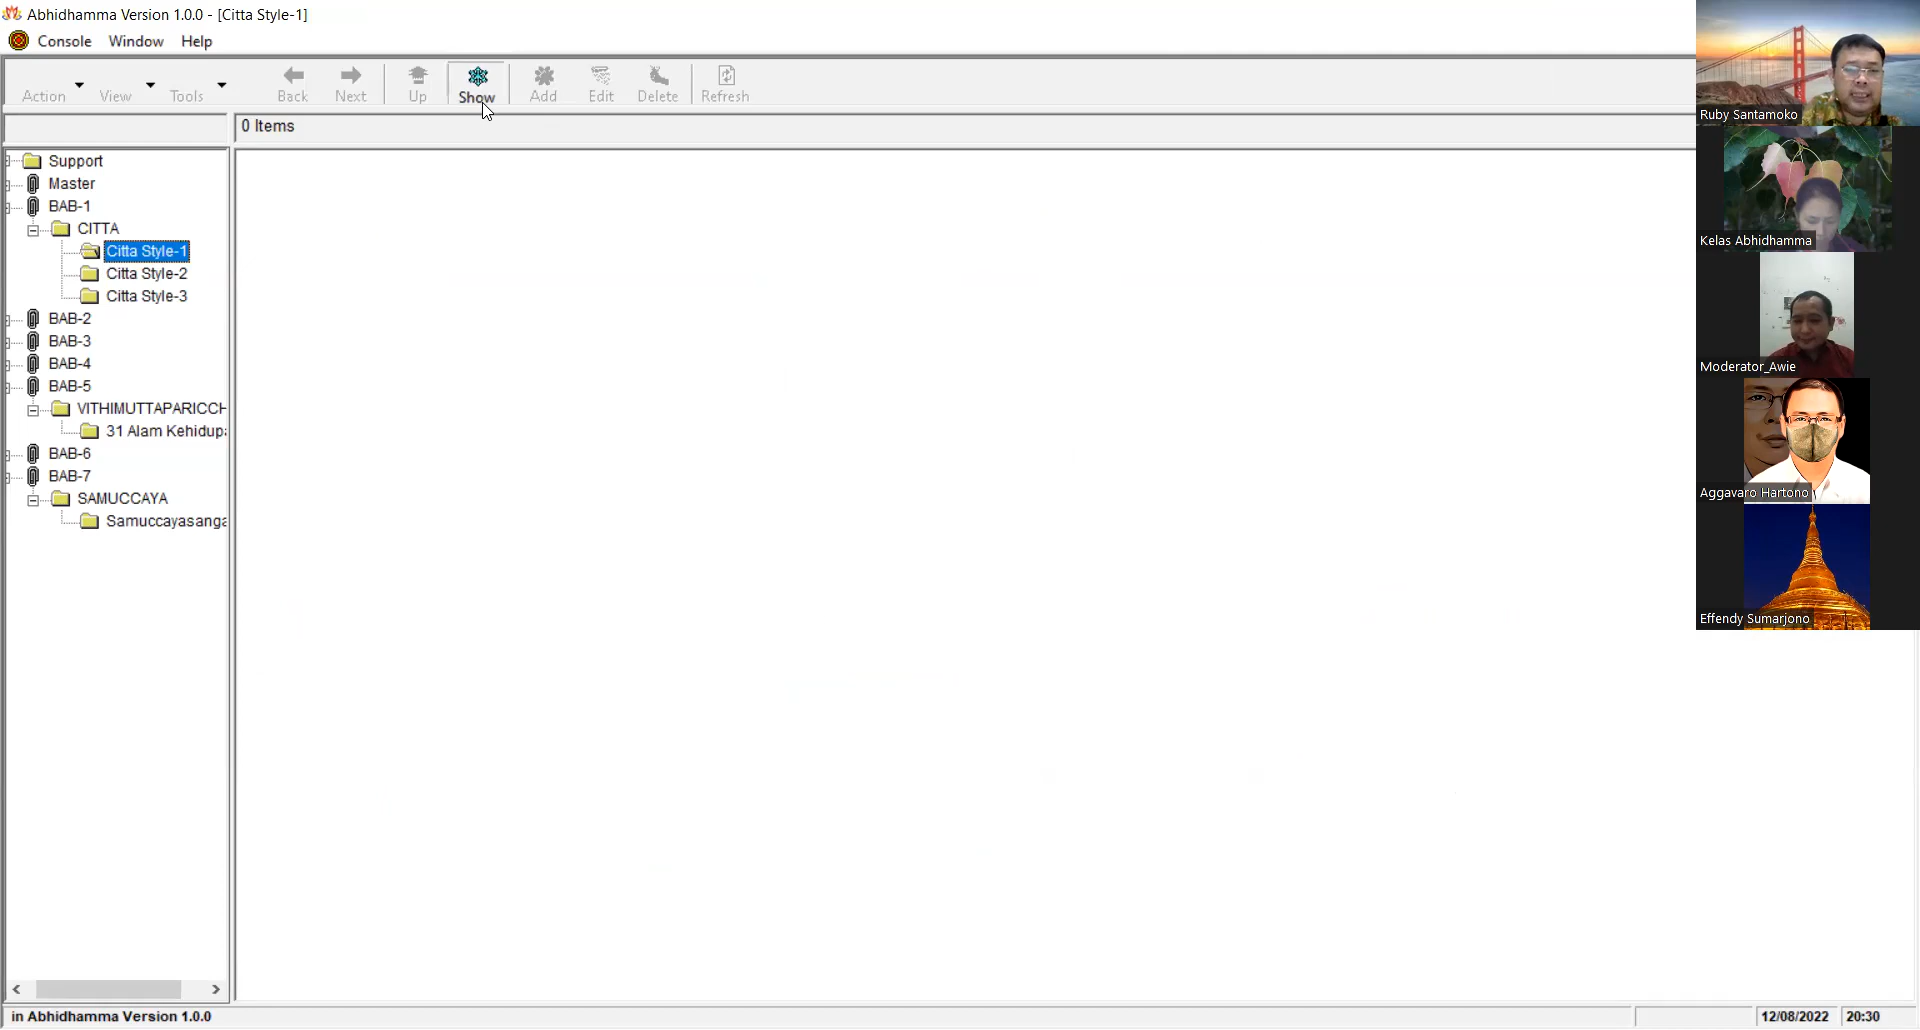 Abhidhamma Version 1.0.0 - [Citta Style-1]
Console Window Help
Action View Tools Back Next Up Show Add Edit Delete Refresh
0 Items
Support
Master
BAB-1
CITTA
Citta Style-1
Citta Style-2
Citta Style-3
BAB-2
BAB-3
BAB-4
BAB-5
VITHIMUTTAPARICCH
31 Alam Kehidupa
BAB-6
BAB-7
SAMUCCAYA
Samuccayasanga
in Abhidhamma Version 1.0.0
12/08/2022 20:30
Ruby Santamoko
Kelas Abhidhamma
Moderator_Awie
Aggavaro Hartono
Effendy Sumarjono